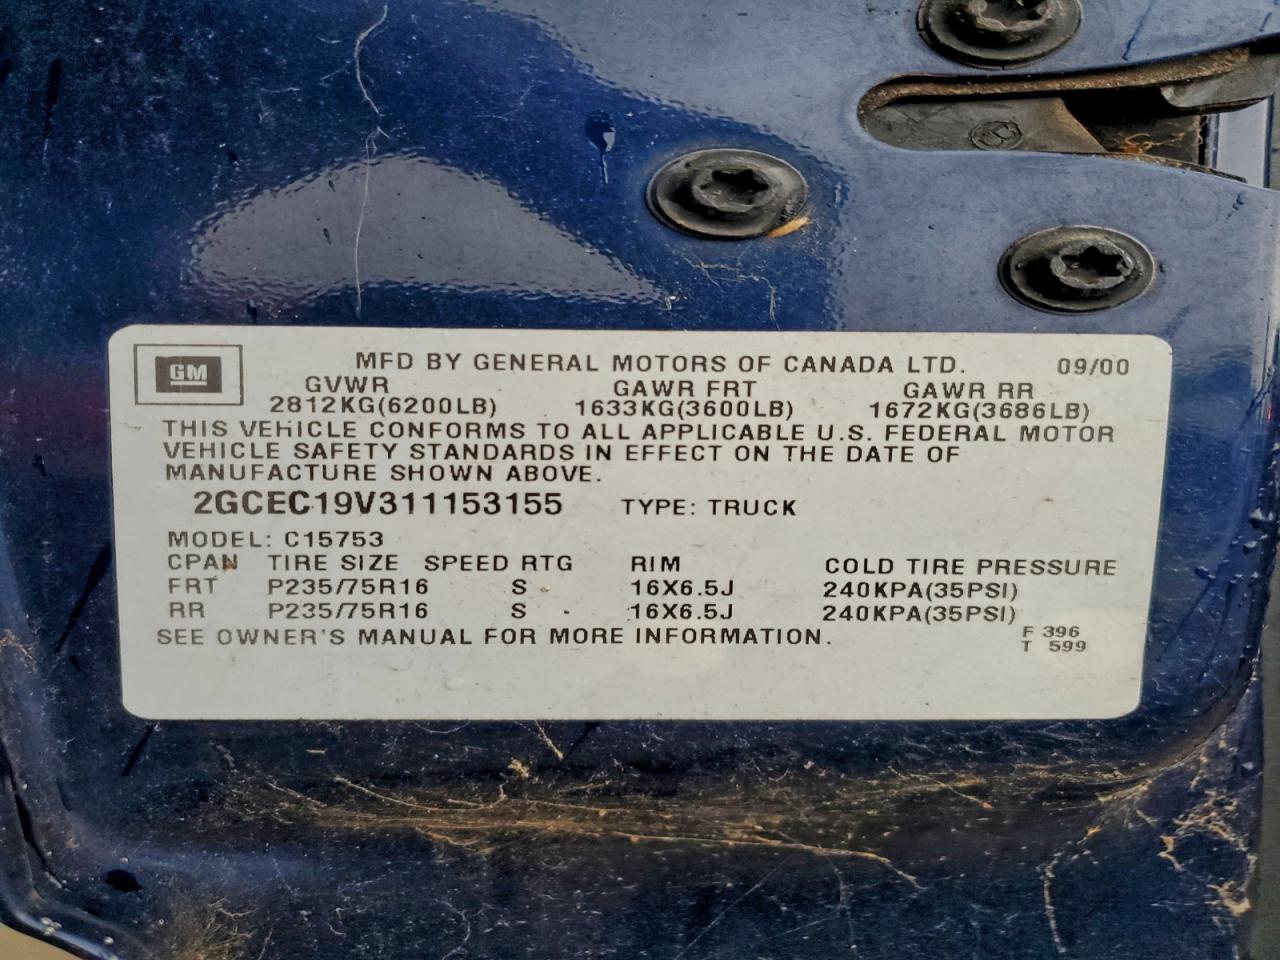 GM
MFD BY GENERAL MOTORS OF CANADA LTD. 09/00
GVWR GAWR FRT GAWR RR
2812KG(6200LB) 1633KG(3600LB) 1672KG(3686LB)
THIS VEHICLE CONFORMS TO ALL APPLICABLE U.S. FEDERAL MOTOR
VEHICLE SAFETY STANDARDS IN EFFECT ON THE DATE OF
MANUFACTURE SHOWN ABOVE.
2GCEC19V311153155 TYPE: TRUCK
MODEL: C15753
CPAN TIRE SIZE SPEED RTG RIM COLD TIRE PRESSURE
FRT P235/75R16 S 16X6.5J 240KPA(35PSI)
RR P235/75R16 S 16X6.5J 240KPA(35PSI)
SEE OWNER'S MANUAL FOR MORE INFORMATION. F 396
T 599